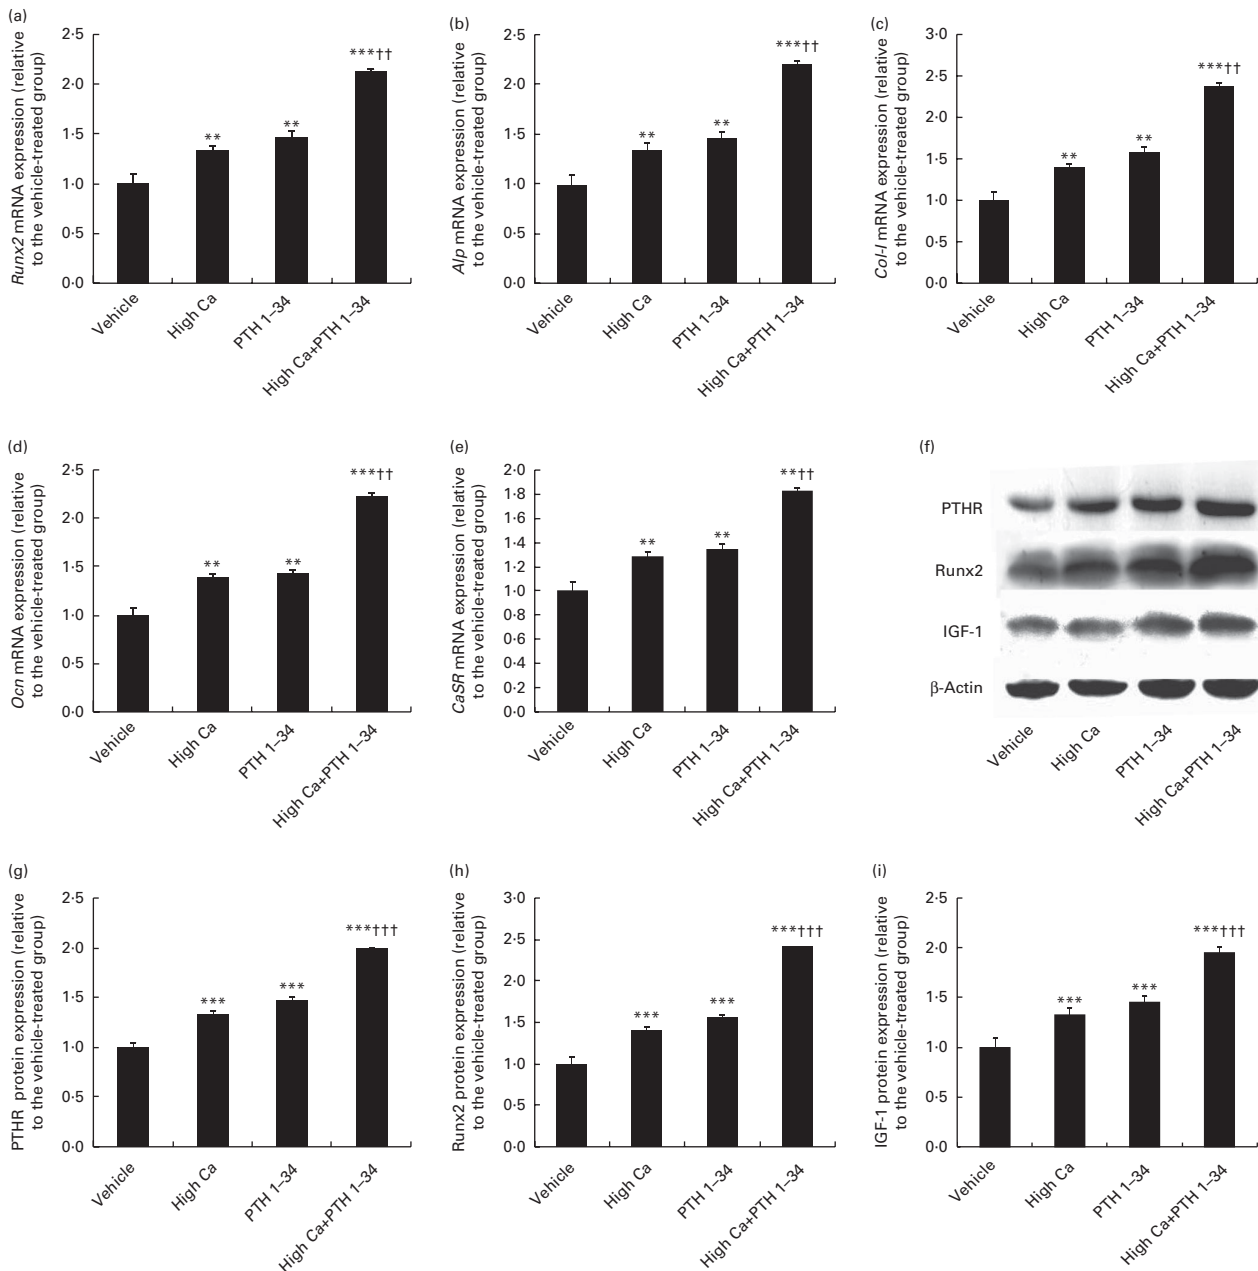 (a)
Runx2 mRNA expression (relative
to the vehicle-treated group)
2·5
2·0
1·5
1·0
0·5
0·0
**
**
***††
Vehicle
High Ca
PTH 1–34
High Ca+PTH 1–34
(b)
Alp mRNA expression (relative
to the vehicle-treated group)
2·5
2·0
1·5
1·0
0·5
0·0
**
**
***††
Vehicle
High Ca
PTH 1–34
High Ca+PTH 1–34
(c)
Col-I mRNA expression (relative
to the vehicle-treated group)
3·0
2·5
2·0
1·5
1·0
0·5
0·0
**
**
***††
Vehicle
High Ca
PTH 1–34
High Ca+PTH 1–34
(d)
Ocn mRNA expression (relative
to the vehicle-treated group)
2·5
2·0
1·5
1·0
0·5
0·0
**
**
***††
Vehicle
High Ca
PTH 1–34
High Ca+PTH 1–34
(e)
CaSR mRNA expression (relative
to the vehicle-treated group)
2·0
1·8
1·6
1·4
1·2
1·0
0·8
0·6
0·4
0·2
0·0
**
**
**††
Vehicle
High Ca
PTH 1–34
High Ca+PTH 1–34
(f)
PTHR
Runx2
IGF-1
β-Actin
Vehicle
High Ca
PTH 1–34
High Ca+PTH 1–34
(g)
PTHR protein expression (relative
to the vehicle-treated group)
2·5
2·0
1·5
1·0
0·5
0·0
***
***
***†††
Vehicle
High Ca
PTH 1–34
High Ca+PTH 1–34
(h)
Runx2 protein expression (relative
to the vehicle-treated group)
3·0
2·5
2·0
1·5
1·0
0·5
0·0
***
***
***†††
Vehicle
High Ca
PTH 1–34
High Ca+PTH 1–34
(i)
IGF-1 protein expression (relative
to the vehicle-treated group)
2·5
2·0
1·5
1·0
0·5
0·0
***
***
***†††
Vehicle
High Ca
PTH 1–34
High Ca+PTH 1–34